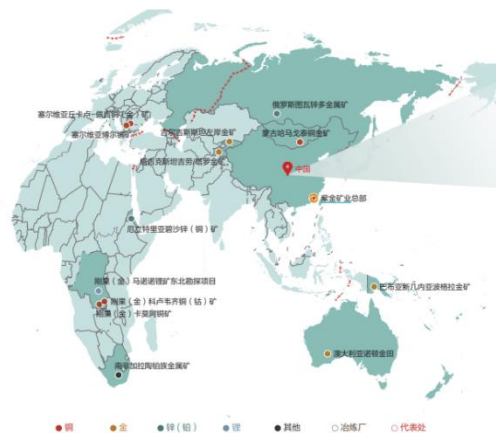 俄罗斯图瓦锌多金属矿
塞尔维亚丘卡卢-佩吉铜（金）矿
塞尔维亚博尔铜矿
吉尔吉斯斯坦左岸金矿
蒙古哈马戈泰铜金矿
塔吉克斯坦吉劳/塔罗金矿
中国
紫金矿业总部
厄立特里亚碧沙锌（铜）矿
刚果（金）马诺诺锂矿东北勘探项目
刚果（金）科卢韦齐铜（钴）矿
刚果（金）卡莫阿铜矿
巴布亚新几内亚波格拉金矿
澳大利亚诺顿金田
南非加拉陶铂族金属矿
铜 金 锌（铅） 锂 其他 冶炼厂 代表处